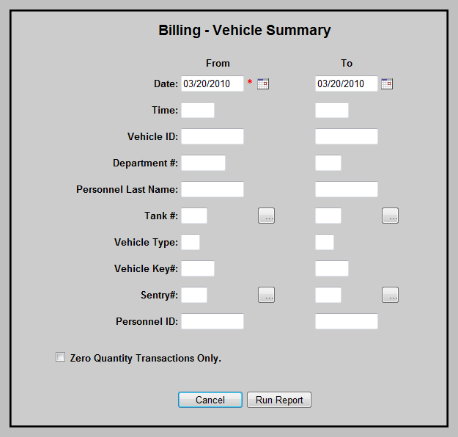 Billing - Vehicle Summary
From To
Date: 03/20/2010 * 03/20/2010
Time:
Vehicle ID:
Department #:
Personnel Last Name:
Tank #: ... ...
Vehicle Type:
Vehicle Key#:
Sentry#: ... ...
Personnel ID:
Zero Quantity Transactions Only.
Cancel Run Report